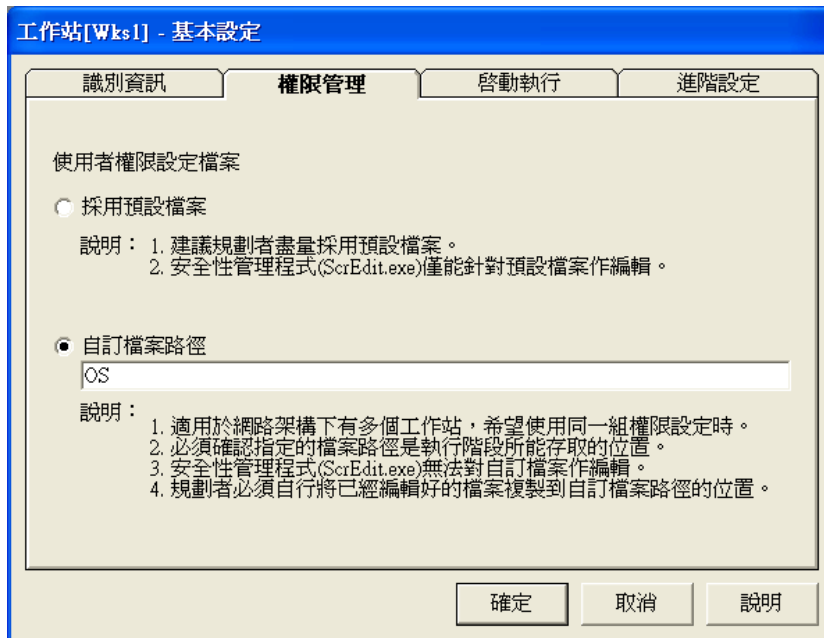 工作站[Wks1] - 基本設定
識別資訊 權限管理 啓動執行 進階設定
使用者權限設定檔案
採用預設檔案
說明： 1. 建議規劃者盡量採用預設檔案。
2. 安全性管理程式(ScrEdit.exe)僅能針對預設檔案作編輯。
自訂檔案路徑
OS
說明： 1. 適用於網路架構下有多個工作站，希望使用同一組權限設定時。
2. 必須確認指定的檔案路徑是執行階段所能存取的位置。
3. 安全性管理程式(ScrEdit.exe)無法對自訂檔案作編輯。
4. 規劃者必須自行將已經編輯好的檔案複製到自訂檔案路徑的位置。
確定 取消 說明